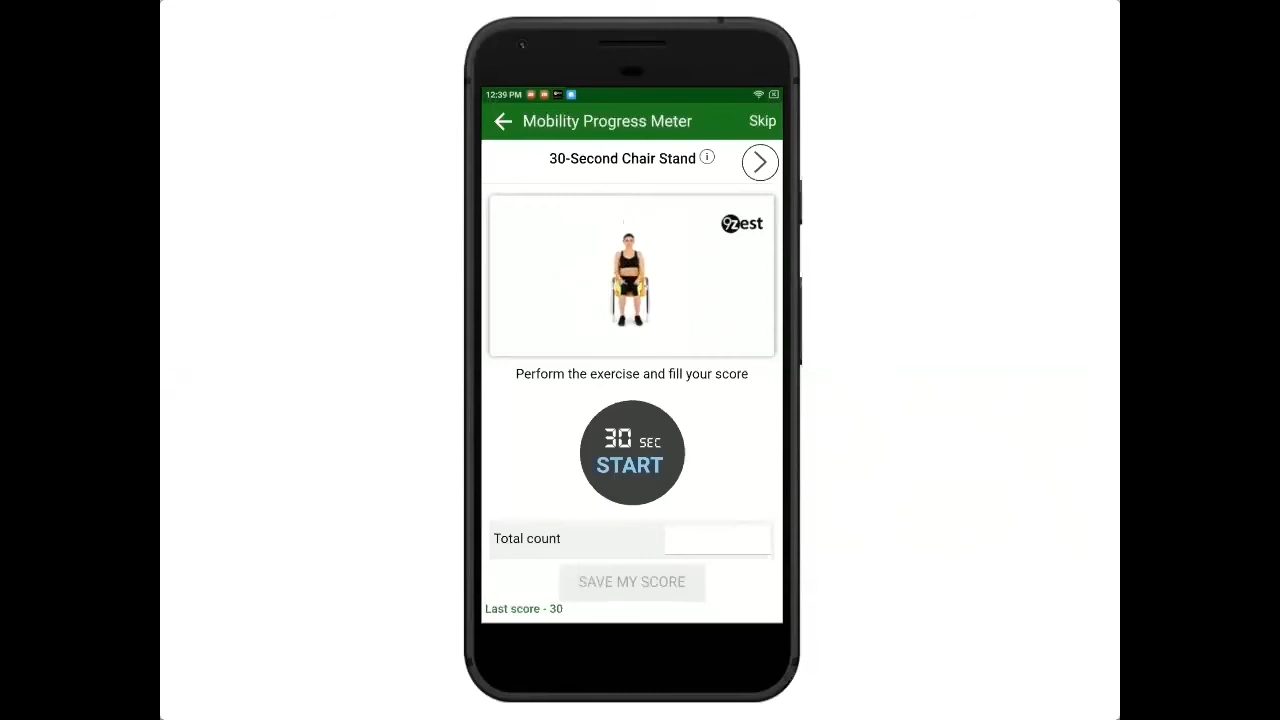 12:39 PM
Mobility Progress Meter
Skip
30-Second Chair Stand
9zest
Perform the exercise and fill your score
30 SEC
START
Total count
SAVE MY SCORE
Last score - 30